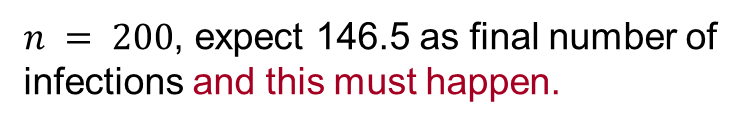 n = 200, expect 146.5 as final number of
infections and this must happen.